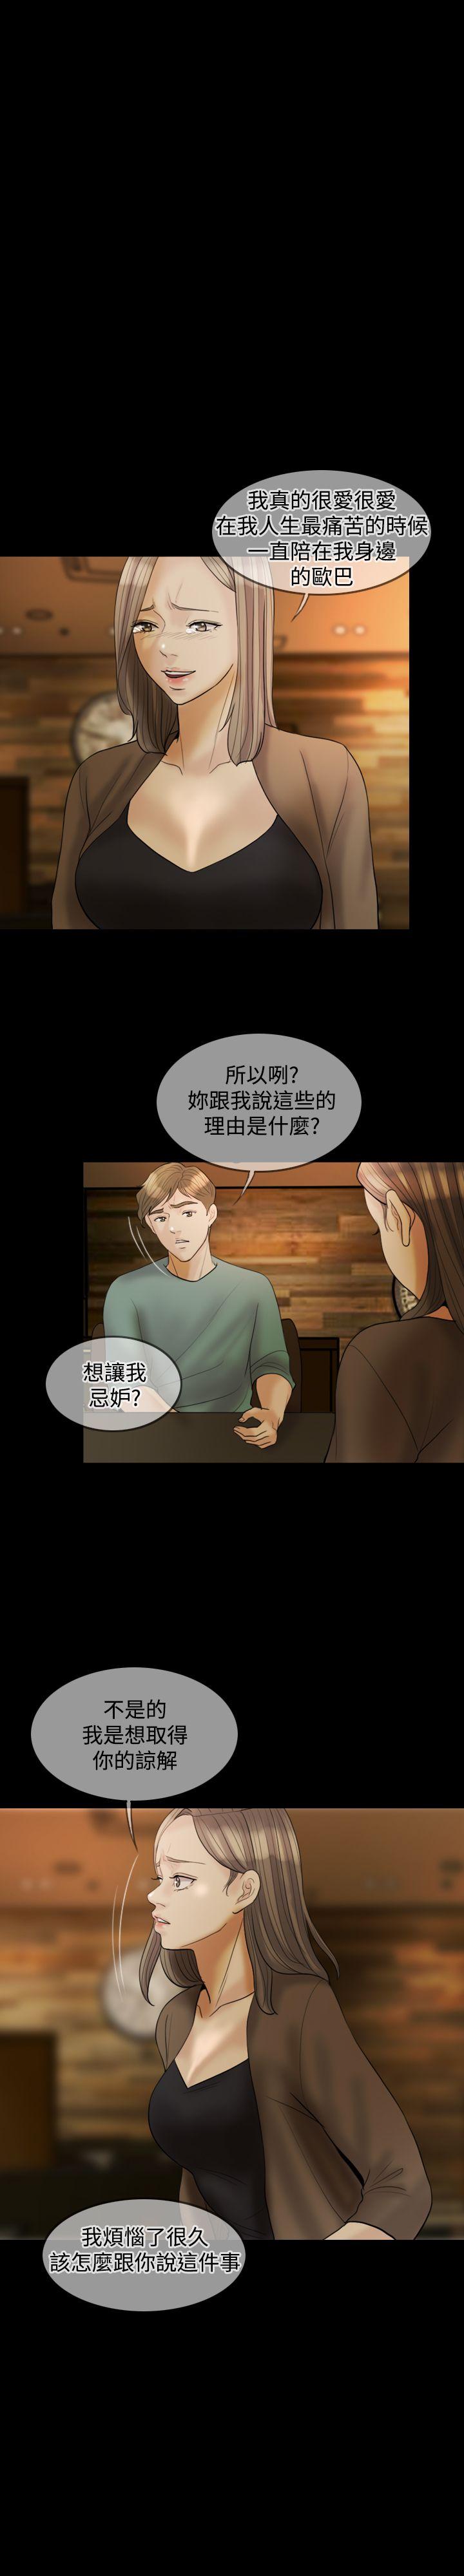 我真的很愛很愛
在我人生最痛苦的時候
一直陪在我身邊
的歐巴
所以咧?
妳跟我說這些的
理由是什麼?
想讓我
忌妒?
不是的
我是想取得
你的諒解
我煩惱了很久
該怎麼跟你說這件事